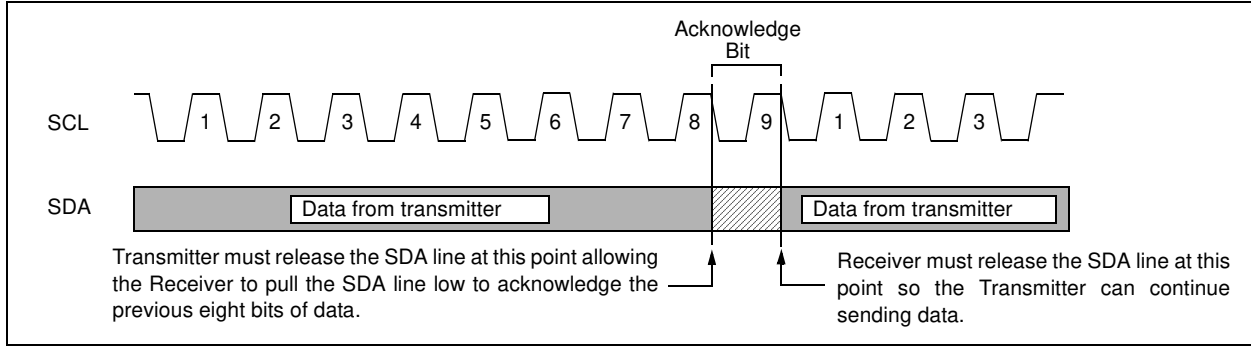 Acknowledge
Bit
SCL
1 2 3 4 5 6 7 8 9 1 2 3
SDA
Data from transmitter
Data from transmitter
Transmitter must release the SDA line at this point allowing
the Receiver to pull the SDA line low to acknowledge the
previous eight bits of data.
Receiver must release the SDA line at this
point so the Transmitter can continue
sending data.